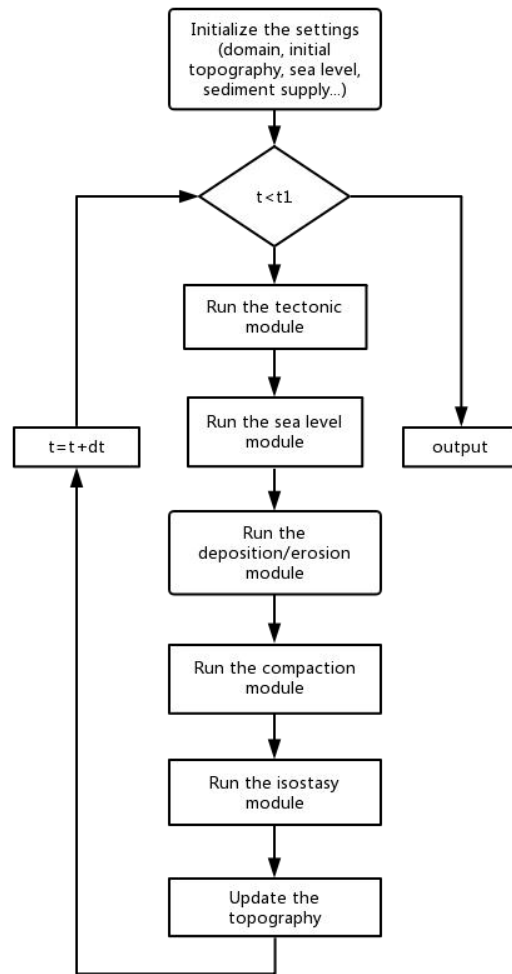 Initialize the settings
(domain, initial
topography, sea level,
sediment supply...)
t<t1
Run the tectonic
module
Run the sea level
module
t=t+dt
output
Run the
deposition/erosion
module
Run the compaction
module
Run the isostasy
module
Update the
topography